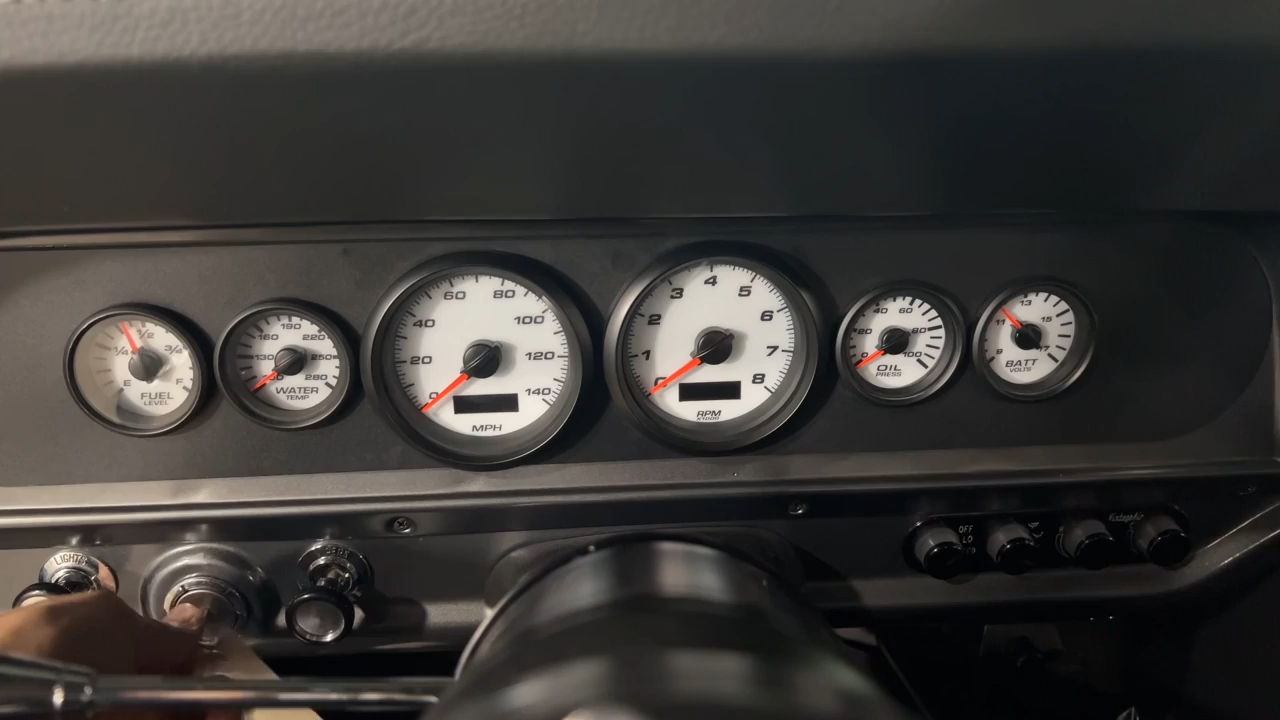 1/4 1/2 3/4
E F
FUEL
LEVEL
130 160 190 220 250 280
WATER
TEMP
0 20 40 60 80 100 120 140
MPH
0 1 2 3 4 5 6 7 8
RPM
X1000
0 20 40 60 80 100
OIL
PRESS
9 11 13 15 17
BATT
VOLTS
LIGHTS
OFF
LO
Vintage Air